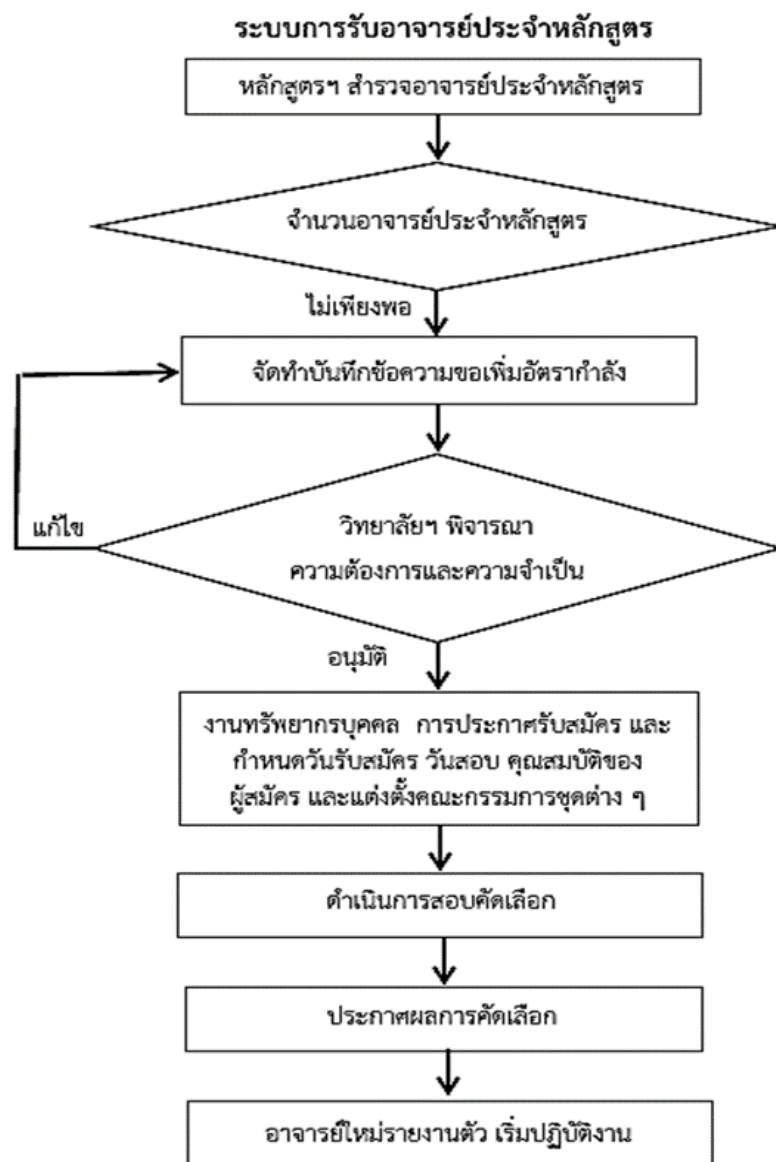 ระบบการรับอาจารย์ประจำหลักสูตร
หลักสูตรฯ สำรวจอาจารย์ประจำหลักสูตร
จำนวนอาจารย์ประจำหลักสูตร
ไม่เพียงพอ
จัดทำบันทึกข้อความขอเพิ่มอัตรากำลัง
แก้ไข
วิทยาลัยฯ พิจารณา
ความต้องการและความจำเป็น
อนุมัติ
งานทรัพยากรบุคคล การประกาศรับสมัคร และ
กำหนดวันรับสมัคร วันสอบ คุณสมบัติของ
ผู้สมัคร และแต่งตั้งคณะกรรมการชุดต่าง ๆ
ดำเนินการสอบคัดเลือก
ประกาศผลการคัดเลือก
อาจารย์ใหม่รายงานตัว เริ่มปฏิบัติงาน